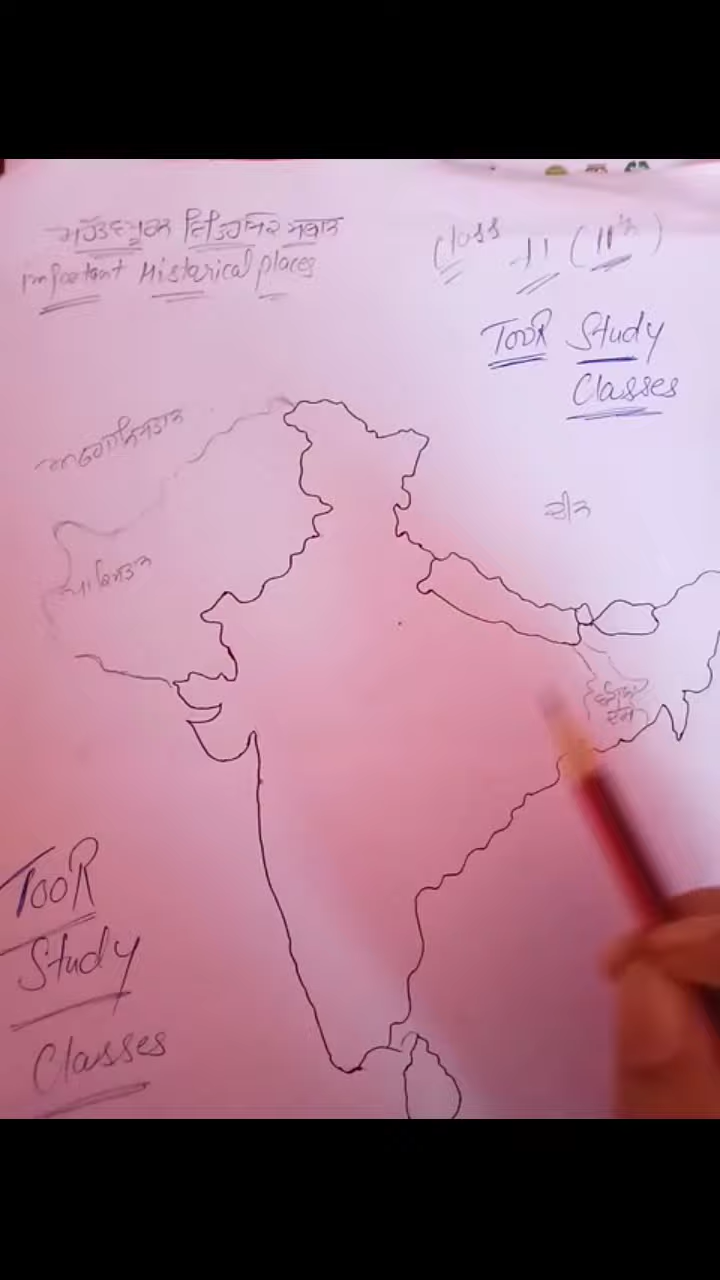 ਮਹੱਤਵਪੂਰਨ ਇਤਿਹਾਸਿਕ ਸਥਾਨ
Important Historical places
Class 11 (11th)
TOOR Study
Classes
ਅਫਗਾਨਿਸਤਾਨ
ਚੀਨ
ਪਾਕਿਸਤਾਨ
ਦੇਸ਼
TOOR
Study
Classes